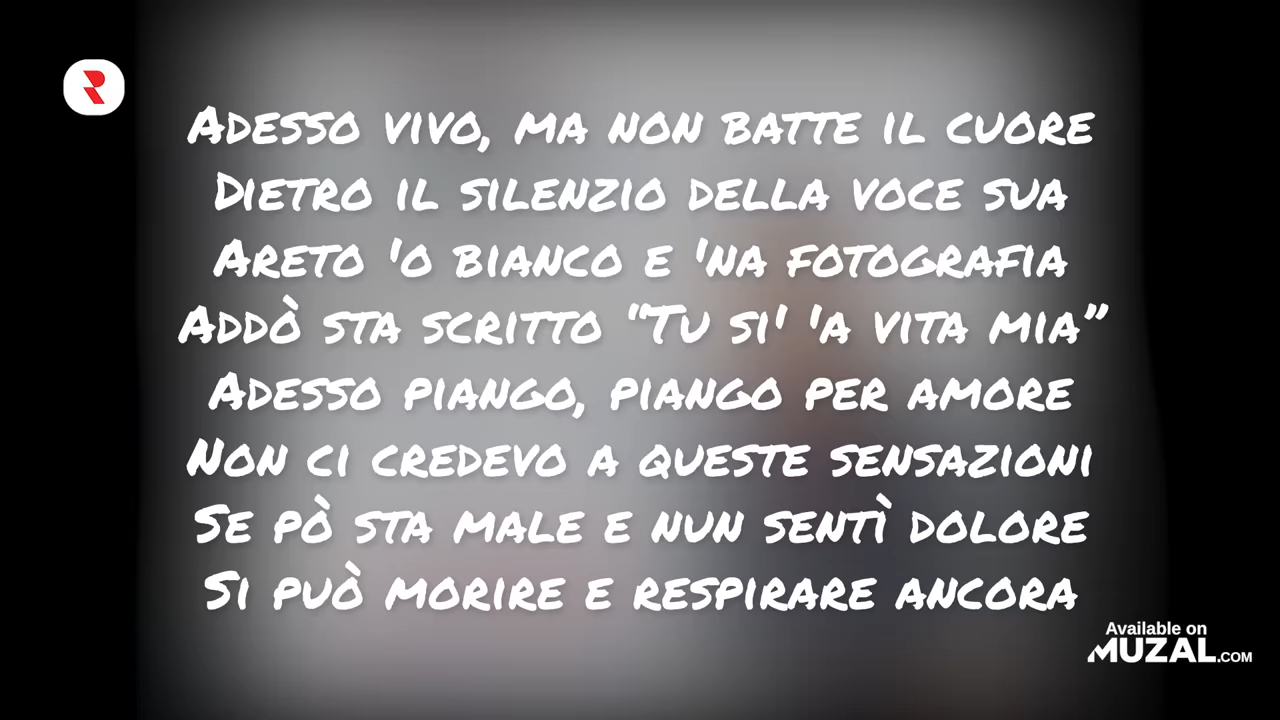 Adesso vivo, ma non batte il cuore
Dietro il silenzio della voce sua
Areto 'o bianco e 'na fotografia
Addò sta scritto “Tu si' 'a vita mia”
Adesso piango, piango per amore
Non ci credevo a queste sensazioni
Se pò sta male e nun sentì dolore
Si può morire e respirare ancora
Available on
MUZAL.COM